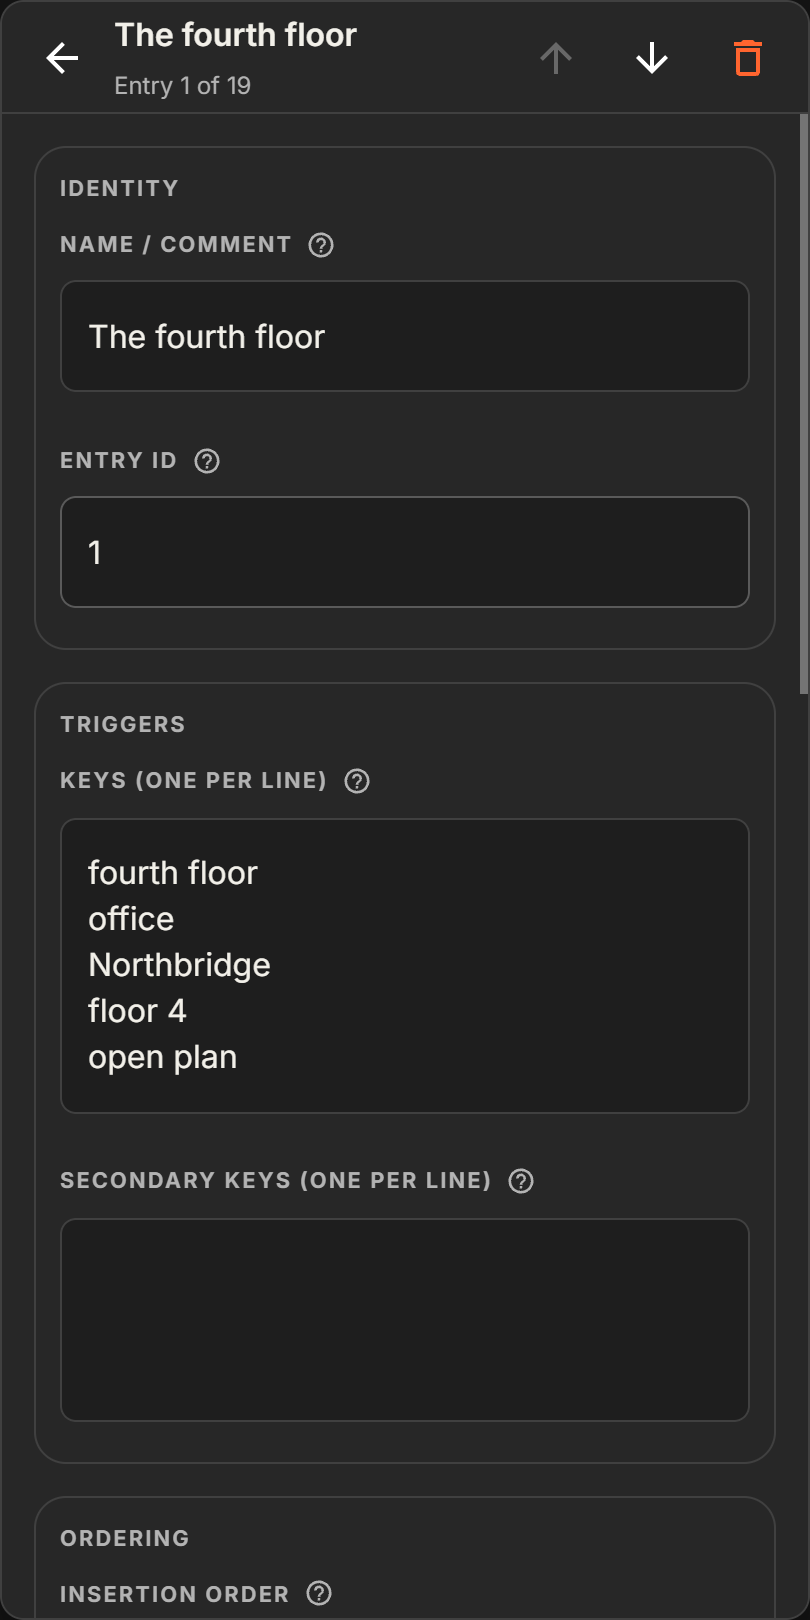 The fourth floor
Entry 1 of 19
IDENTITY
NAME / COMMENT
The fourth floor
ENTRY ID
1
TRIGGERS
KEYS (ONE PER LINE)
fourth floor
office
Northbridge
floor 4
open plan
SECONDARY KEYS (ONE PER LINE)
ORDERING
INSERTION ORDER